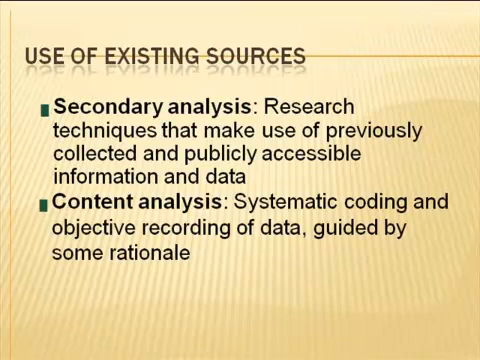 USE OF EXISTING SOURCES
Secondary analysis: Research
techniques that make use of previously
collected and publicly accessible
information and data
Content analysis: Systematic coding and
objective recording of data, guided by
some rationale